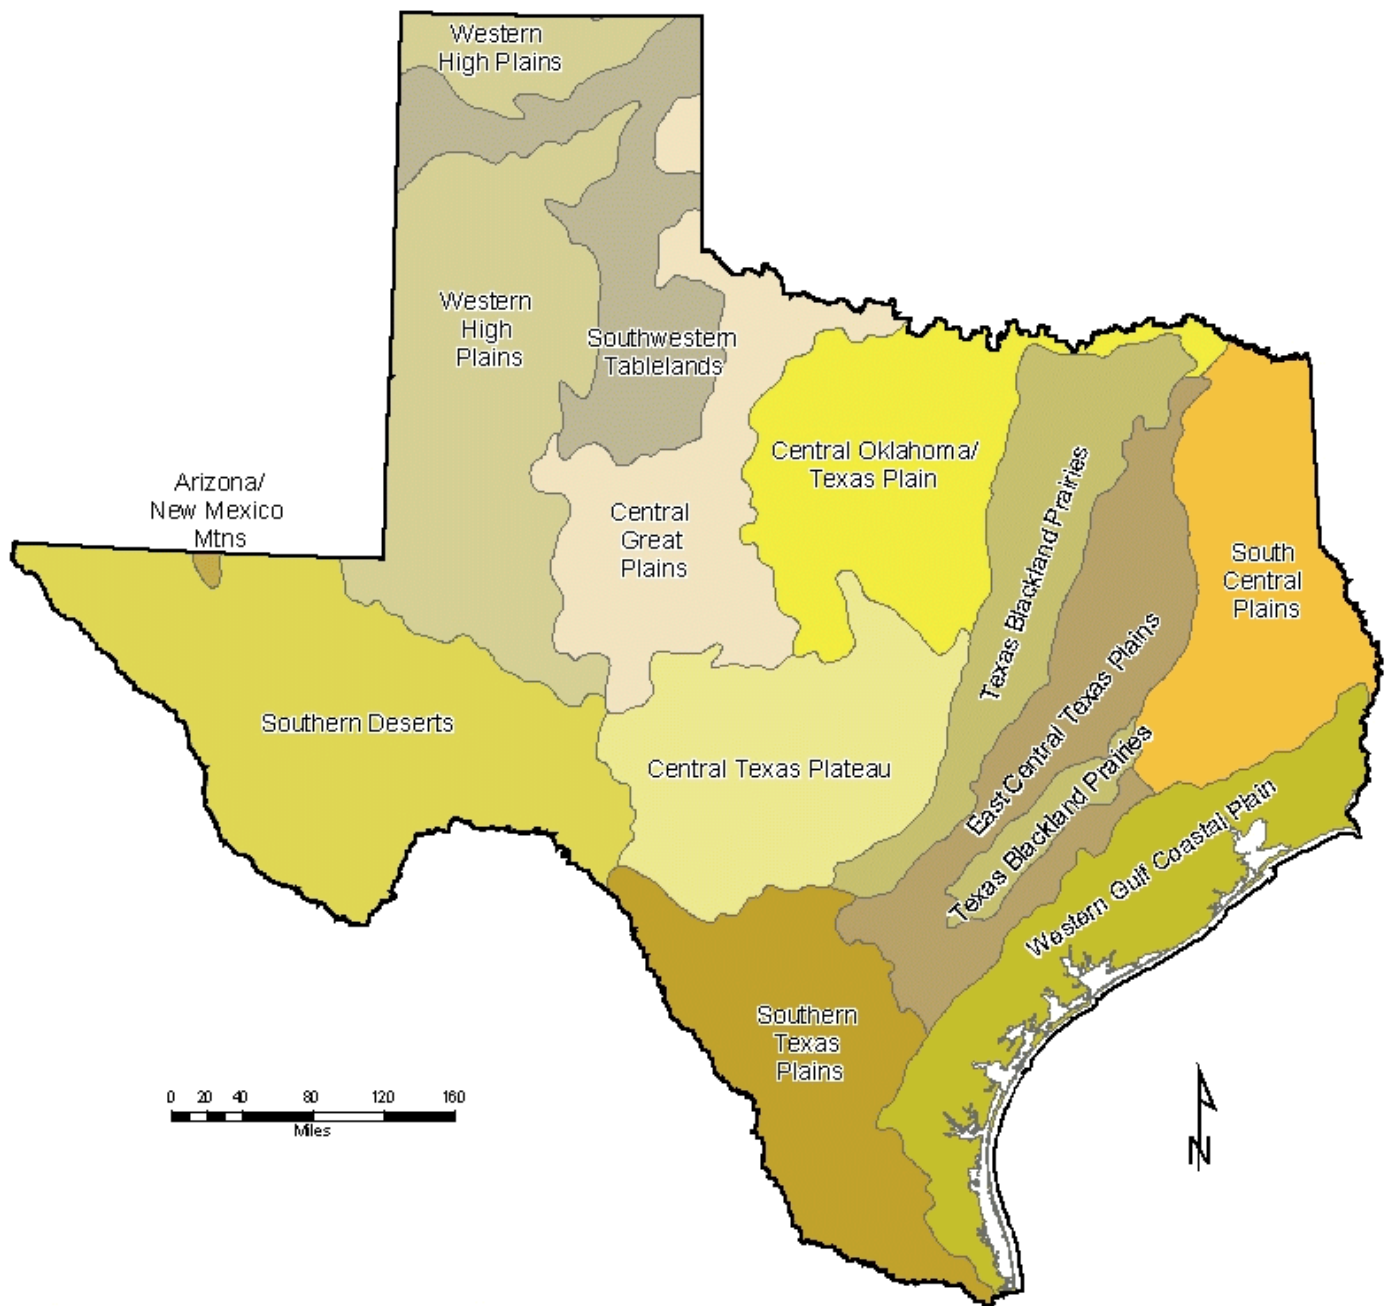 Western
High Plains
Western
High
Plains
Southwestern
Tablelands
Central Oklahoma/
Texas Plain
Texas Blackland Prairies
Arizona/
New Mexico
Mtns
Central
Great
Plains
South
Central
Plains
East Central Texas Plains
Southern Deserts
Central Texas Plateau
Texas Blackland Prairies
Western Gulf Coastal Plain
Southern
Texas
Plains
0 20 40 80 120 160
Miles
N